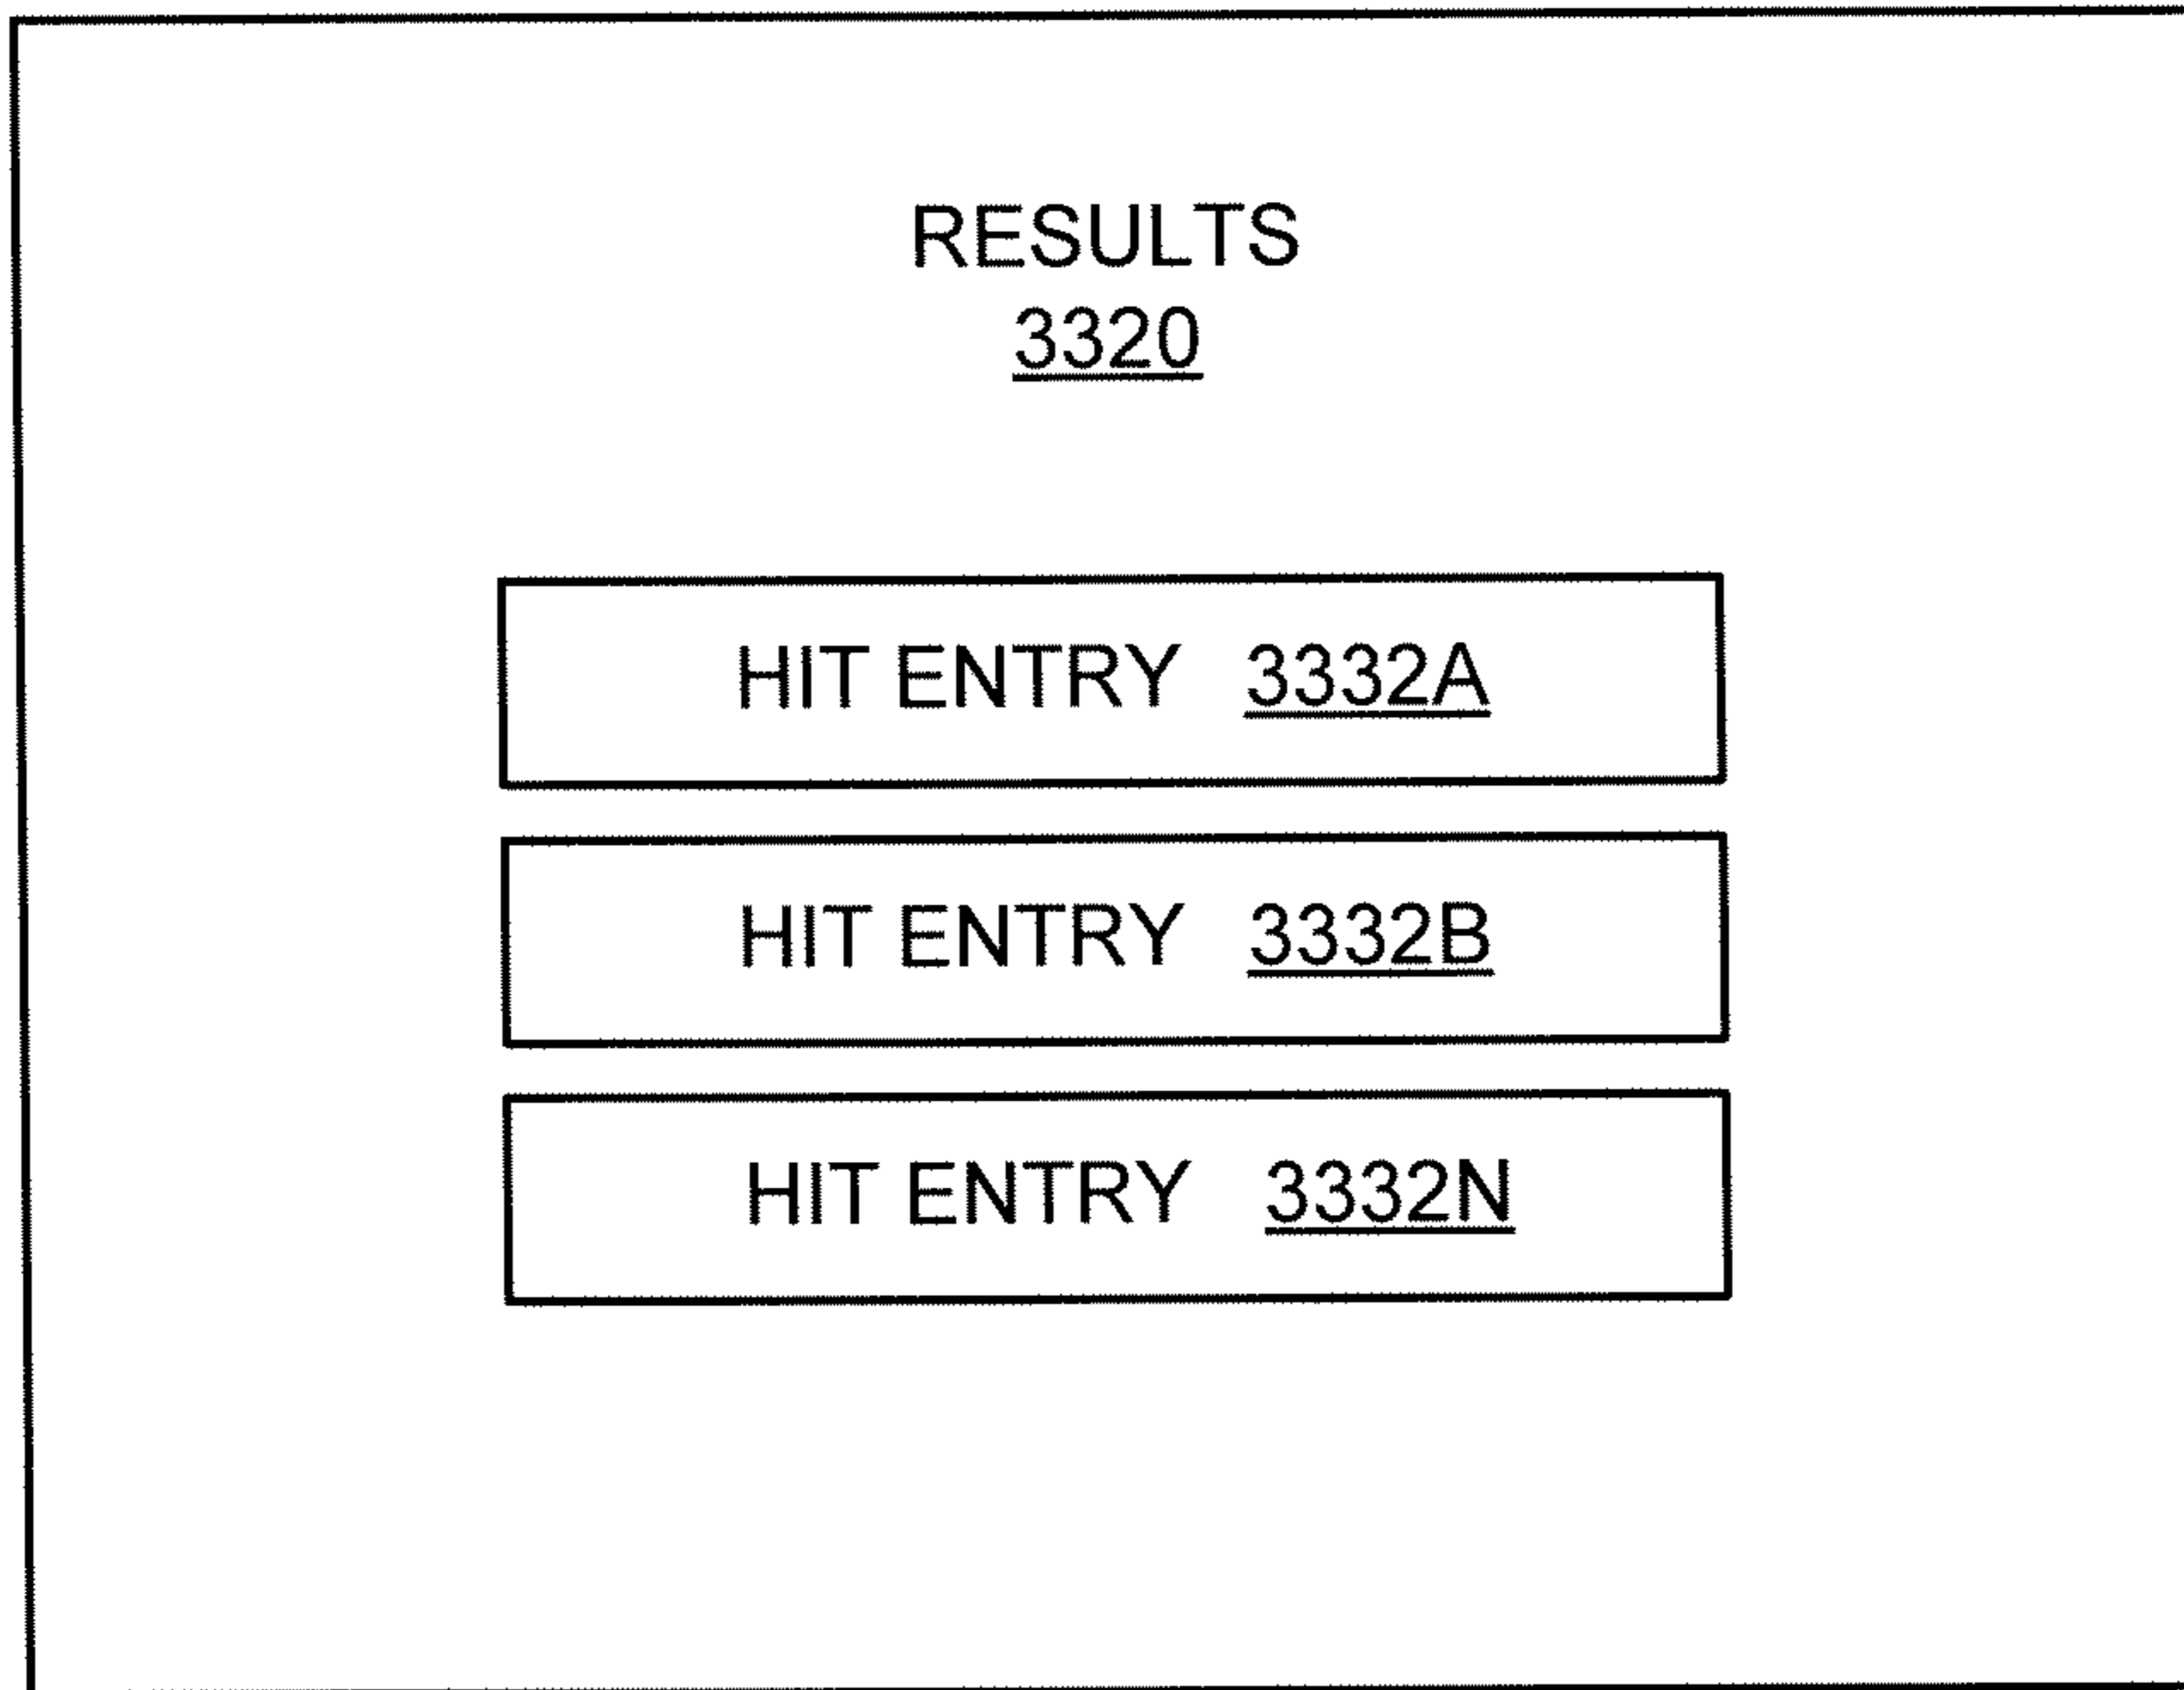 RESULTS
3320
HIT ENTRY 3332A
HIT ENTRY 3332B
HIT ENTRY 3332N